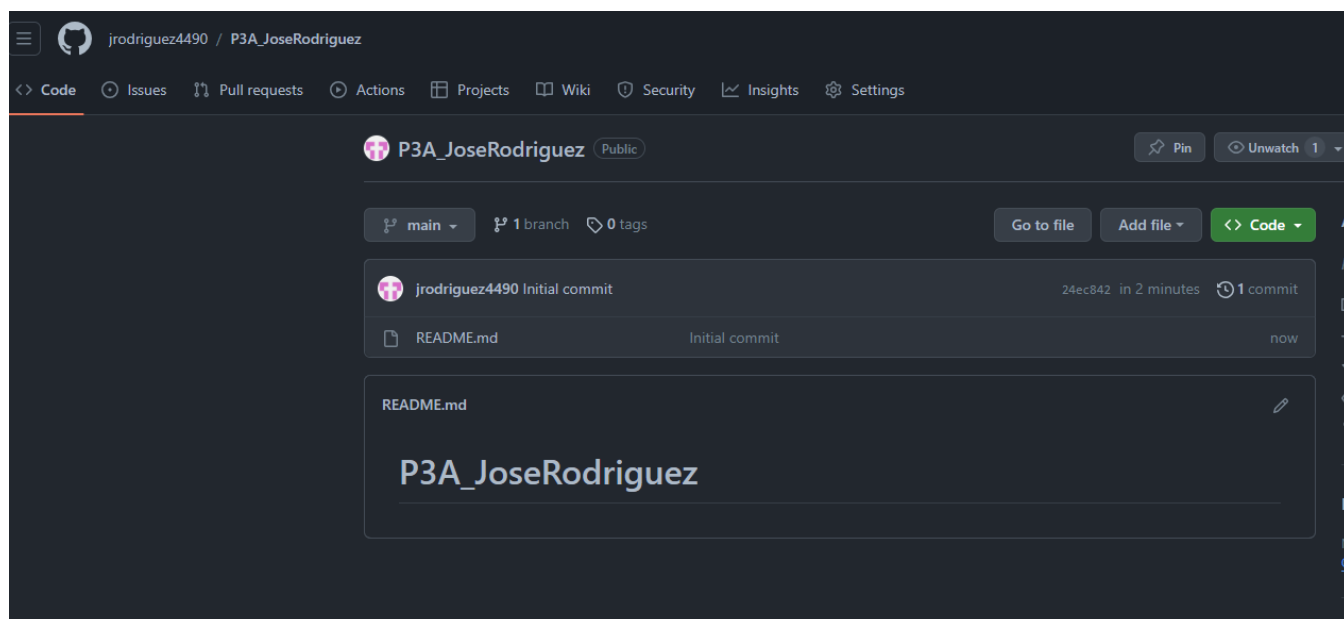 jrodriguez4490 / P3A_JoseRodriguez
Code Issues Pull requests Actions Projects Wiki Security Insights Settings
P3A_JoseRodriguez Public Pin Unwatch 1
main 1 branch 0 tags Go to file Add file Code
jrodriguez4490 Initial commit 24ec842 in 2 minutes 1 commit
README.md Initial commit now
README.md
P3A_JoseRodriguez